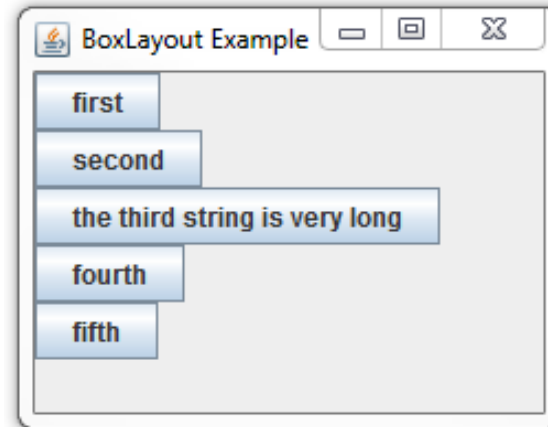 BoxLayout Example
first
second
the third string is very long
fourth
fifth